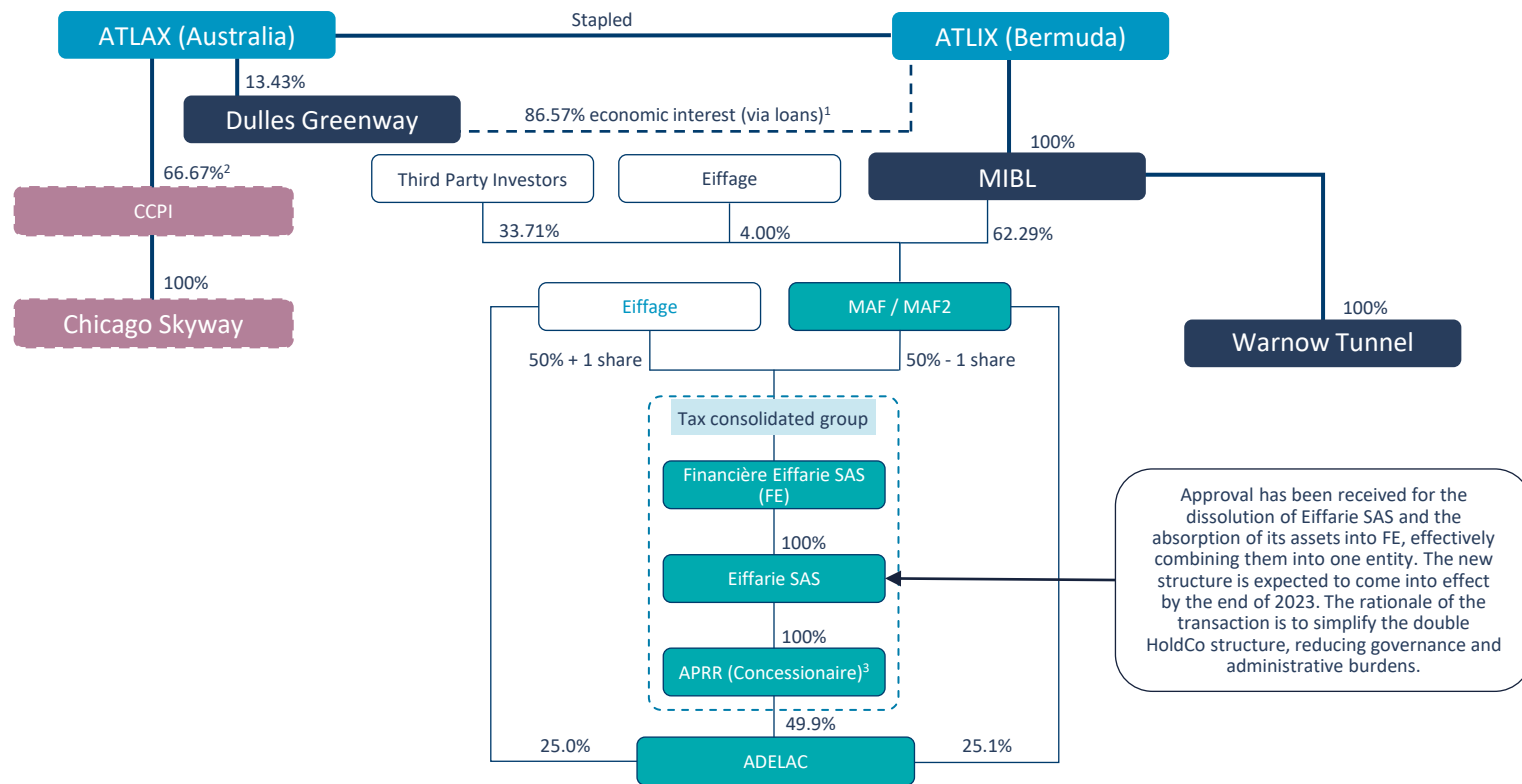 Stapled
ATLAX (Australia)
ATLIX (Bermuda)
13.43%
Dulles Greenway
86.57% economic interest (via loans)¹
100%
66.67%²
Third Party Investors
Eiffage
MIBL
CCPI
33.71%
4.00%
62.29%
100%
Eiffage
MAF / MAF2
Chicago Skyway
100%
Warnow Tunnel
50% + 1 share
50% - 1 share
Tax consolidated group
Financière Eiffarie SAS
(FE)
100%
Eiffarie SAS
Approval has been received for the
dissolution of Eiffarie SAS and the
absorption of its assets into FE, effectively
combining them into one entity. The new
structure is expected to come into effect
by the end of 2023. The rationale of the
transaction is to simplify the double
HoldCo structure, reducing governance and
administrative burdens.
100%
APRR (Concessionaire)³
49.9%
25.0%
25.1%
ADELAC